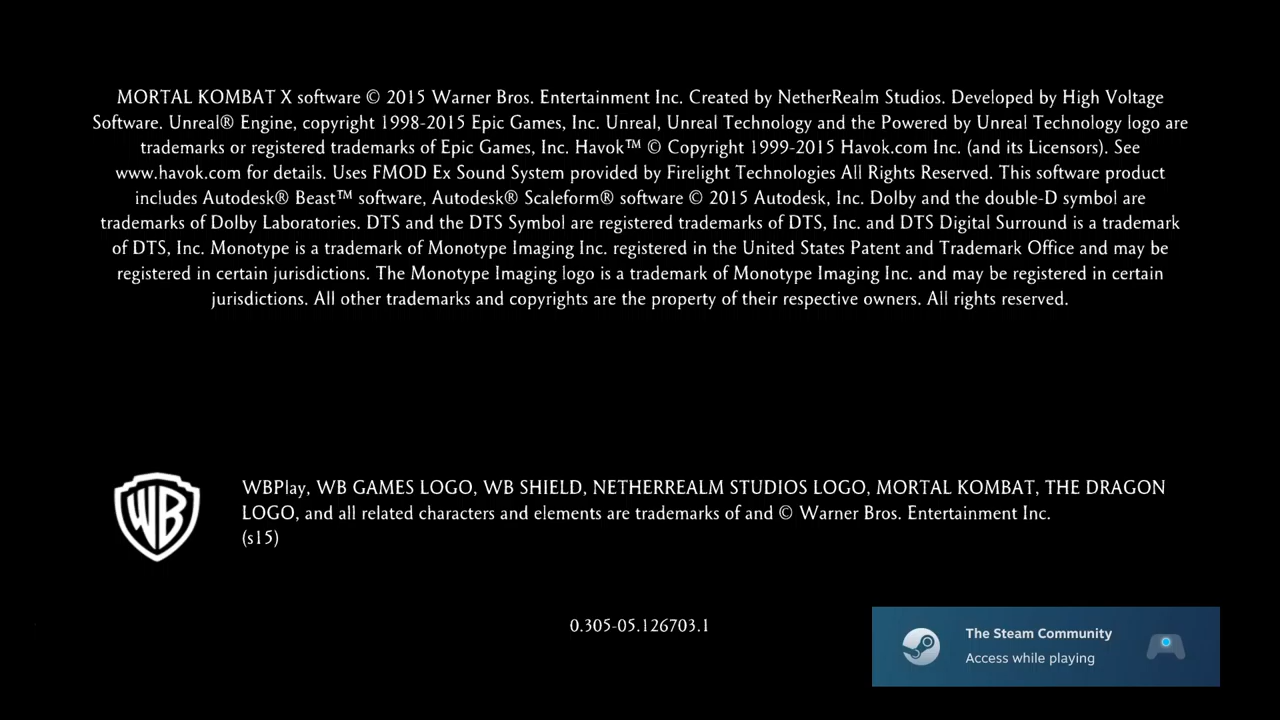 MORTAL KOMBAT X software © 2015 Warner Bros. Entertainment Inc. Created by NetherRealm Studios. Developed by High Voltage
Software. Unreal® Engine, copyright 1998-2015 Epic Games, Inc. Unreal, Unreal Technology and the Powered by Unreal Technology logo are
trademarks or registered trademarks of Epic Games, Inc. Havok™ © Copyright 1999-2015 Havok.com Inc. (and its Licensors). See
www.havok.com for details. Uses FMOD Ex Sound System provided by Firelight Technologies All Rights Reserved. This software product
includes Autodesk® Beast™ software, Autodesk® Scaleform® software © 2015 Autodesk, Inc. Dolby and the double-D symbol are
trademarks of Dolby Laboratories. DTS and the DTS Symbol are registered trademarks of DTS, Inc. and DTS Digital Surround is a trademark
of DTS, Inc. Monotype is a trademark of Monotype Imaging Inc. registered in the United States Patent and Trademark Office and may be
registered in certain jurisdictions. The Monotype Imaging logo is a trademark of Monotype Imaging Inc. and may be registered in certain
jurisdictions. All other trademarks and copyrights are the property of their respective owners. All rights reserved.
WB
WBPlay, WB GAMES LOGO, WB SHIELD, NETHERREALM STUDIOS LOGO, MORTAL KOMBAT, THE DRAGON
LOGO, and all related characters and elements are trademarks of and © Warner Bros. Entertainment Inc.
(s15)
0.305-05.126703.1
The Steam Community
Access while playing